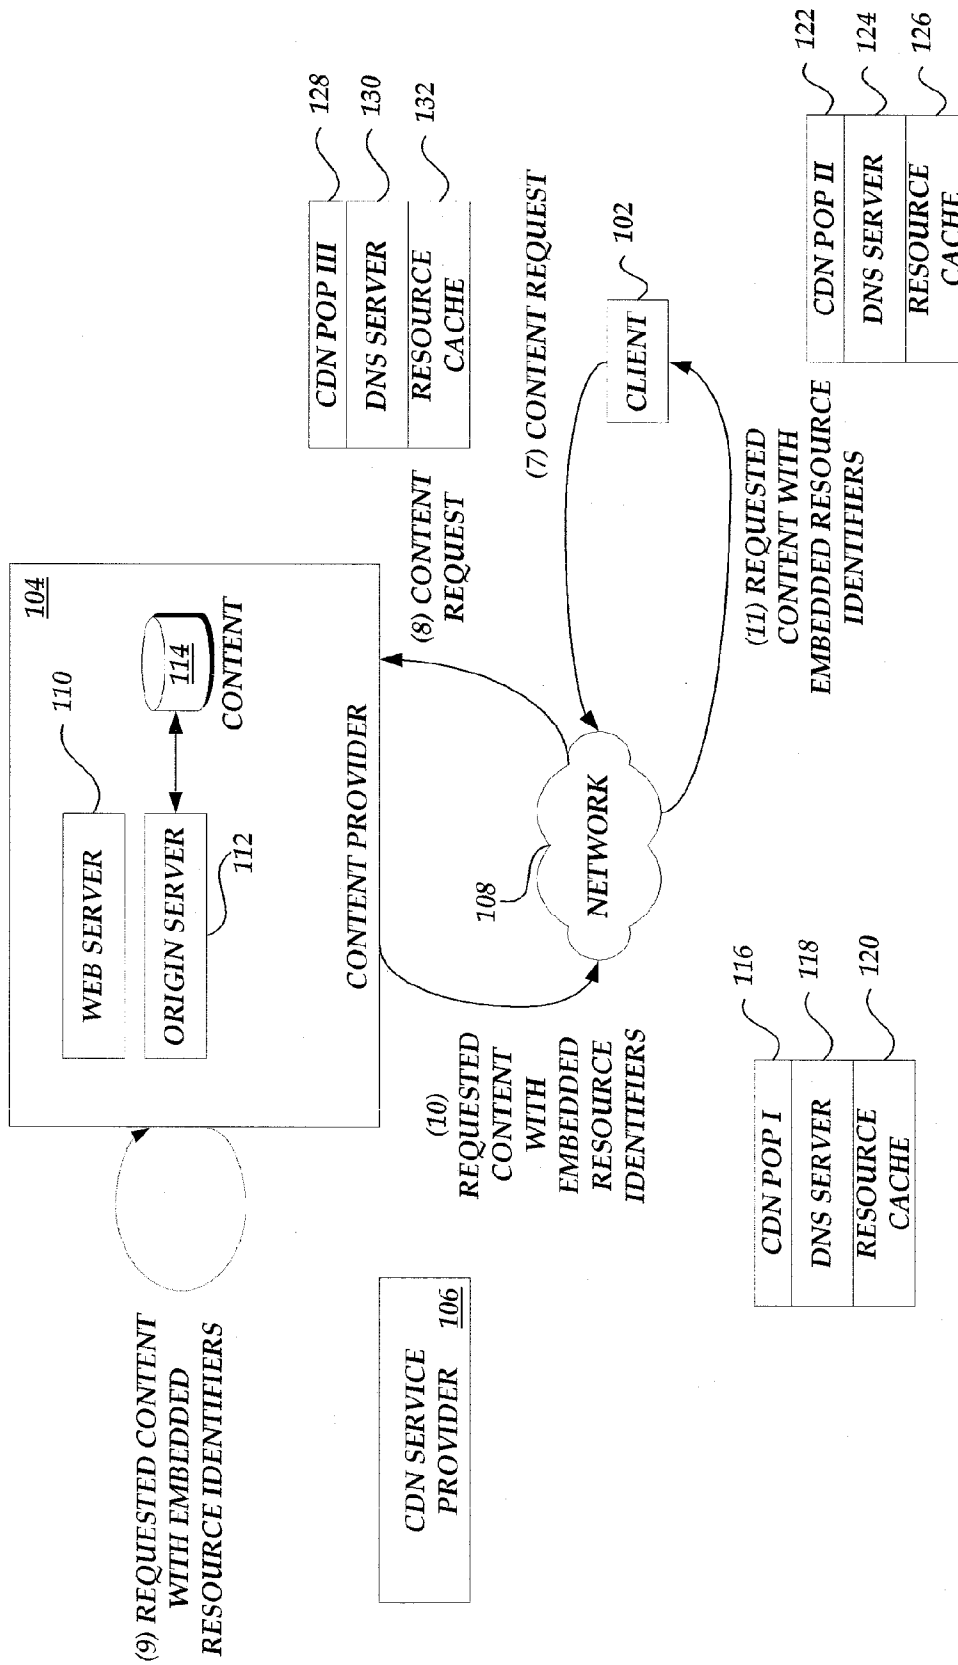 (9) REQUESTED CONTENT
WITH EMBEDDED
RESOURCE IDENTIFIERS
104
WEB SERVER
110
ORIGIN SERVER
112
114
CONTENT
CONTENT PROVIDER
CDN SERVICE
PROVIDER
106
(10)
REQUESTED
CONTENT
WITH
EMBEDDED
RESOURCE
IDENTIFIERS
(8) CONTENT
REQUEST
CDN POP III
128
DNS SERVER
130
RESOURCE
CACHE
132
108
NETWORK
(7) CONTENT REQUEST
CLIENT
102
(11) REQUESTED
CONTENT WITH
EMBEDDED RESOURCE
IDENTIFIERS
CDN POP I
116
DNS SERVER
118
RESOURCE
CACHE
120
CDN POP II
122
DNS SERVER
124
RESOURCE
CACHE
126